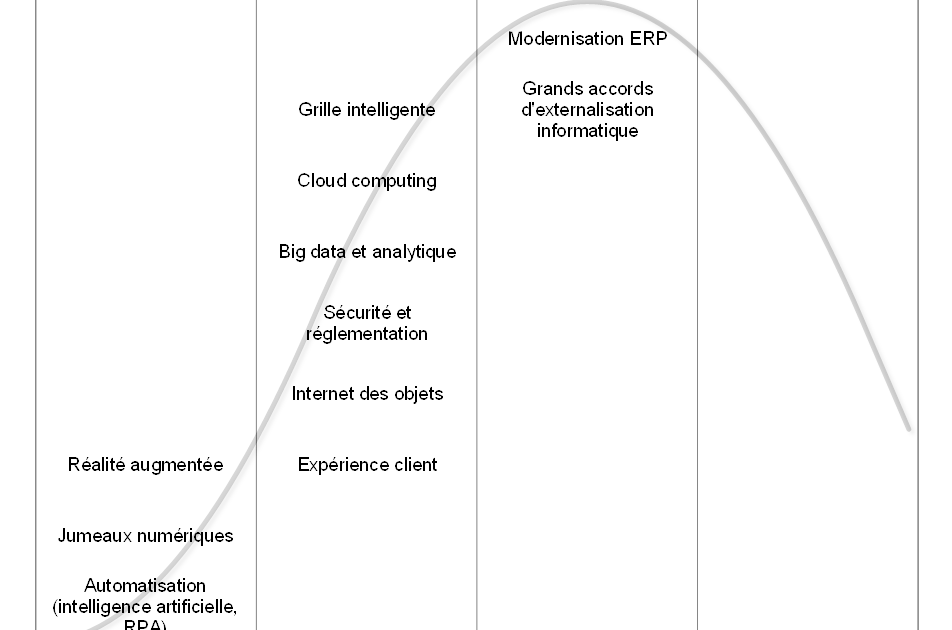 Réalité augmentée
Jumeaux numériques
Automatisation
(intelligence artificielle,
RPA)
Grille intelligente
Cloud computing
Big data et analytique
Sécurité et
réglementation
Internet des objets
Expérience client
Modernisation ERP
Grands accords
d'externalisation
informatique